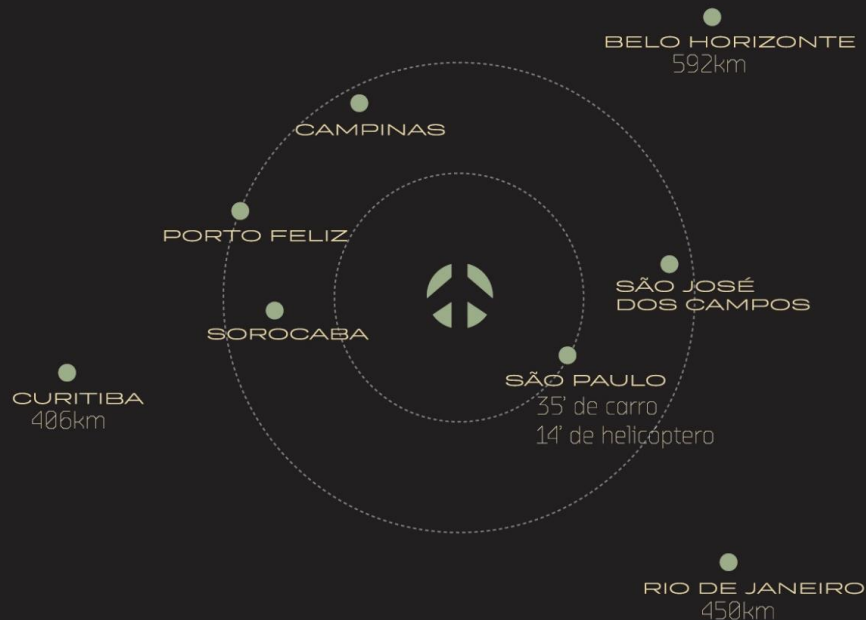 BELO HORIZONTE
592km
CAMPINAS
PORTO FELIZ
SÃO JOSÉ
DOS CAMPOS
SOROCABA
SÃO PAULO
35' de carro
14' de helicóptero
CURITIBA
406km
RIO DE JANEIRO
450km